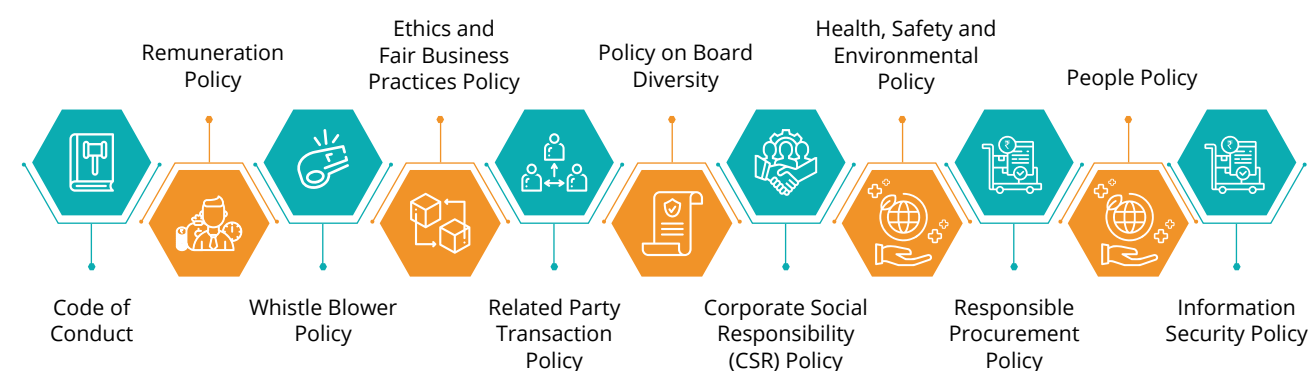 Remuneration
Policy
Ethics and
Fair Business
Practices Policy
Policy on Board
Diversity
Health, Safety and
Environmental
Policy
People Policy
Code of
Conduct
Whistle Blower
Policy
Related Party
Transaction
Policy
Corporate Social
Responsibility
(CSR) Policy
Responsible
Procurement
Policy
Information
Security Policy